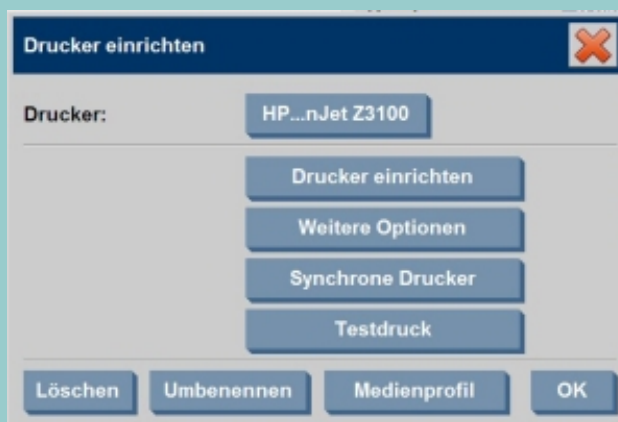 Drucker einrichten
Drucker: HP...nJet Z3100
Drucker einrichten
Weitere Optionen
Synchrone Drucker
Testdruck
Löschen Umbenennen Medienprofil OK